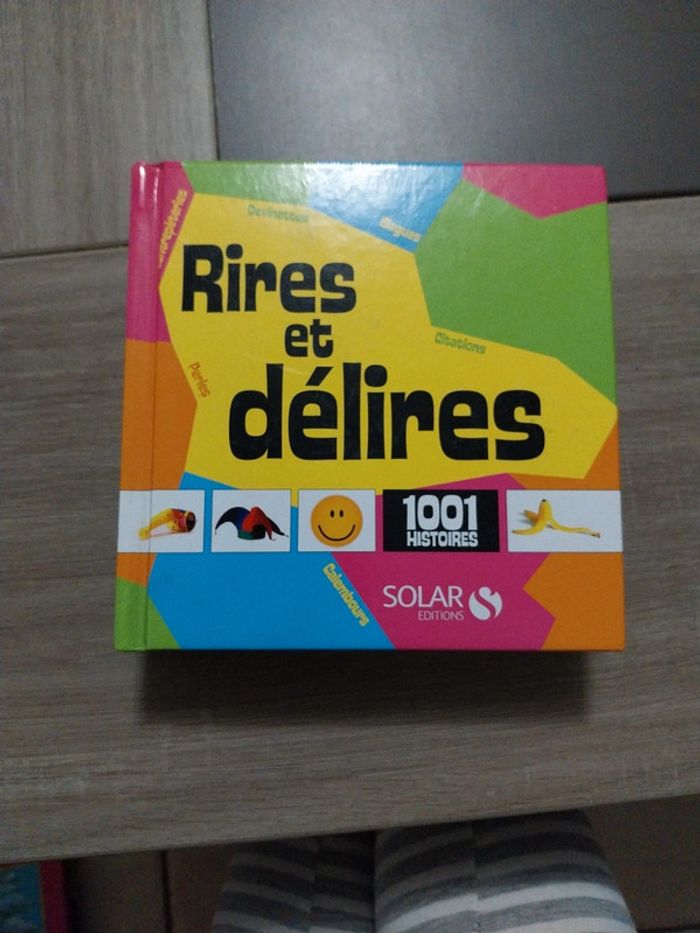 Devinettes
Blagues
Rires
et
délires
Citations
Perles
1001
HISTOIRES
Calembours
SOLAR
EDITIONS